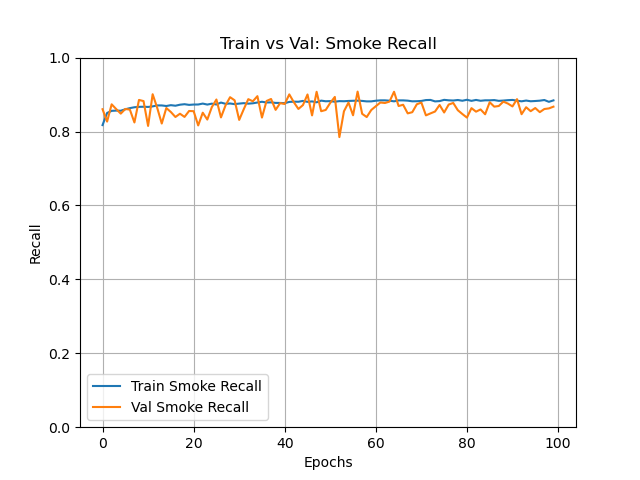 Train vs Val: Smoke Recall
1.0
0.8
0.6
0.4
0.2
0.0
Recall
Train Smoke Recall
Val Smoke Recall
0 20 40 60 80 100
Epochs